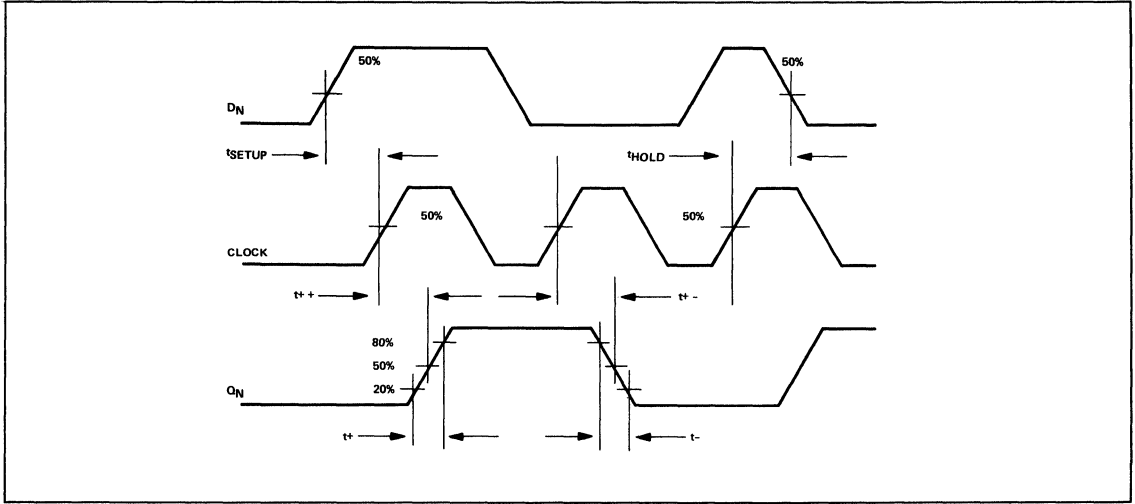 50%
50%
DN
tSETUP
tHOLD
50%
50%
CLOCK
t+ +
t+ -
80%
50%
20%
QN
t+
t-